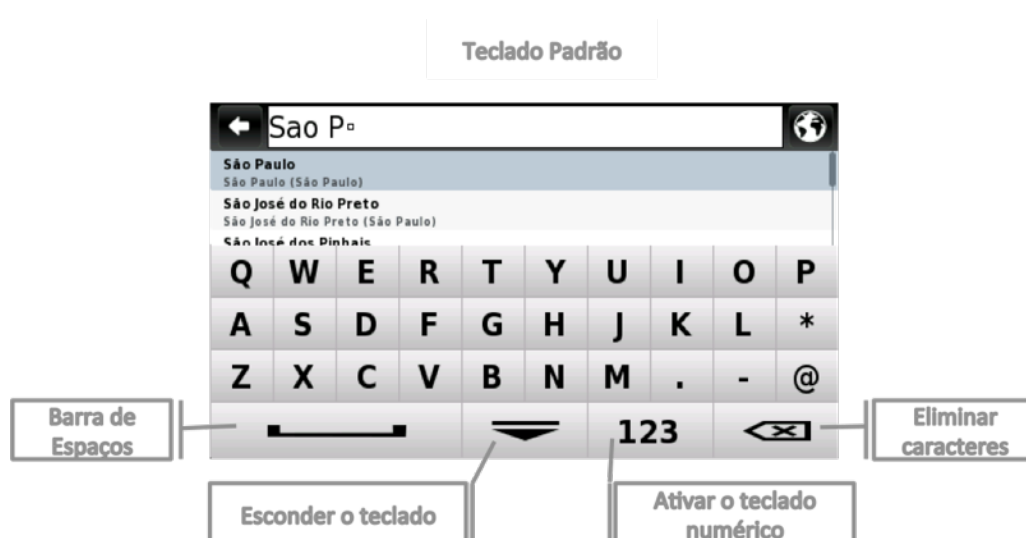 Teclado Padrão
Sao P
São Paulo
São Paulo (São Paulo)
São José do Rio Preto
São José do Rio Preto (São Paulo)
São José dos Pinhais
Q W E R T Y U I O P
A S D F G H J K L *
Z X C V B N M . - @
123
Barra de
Espaços
Eliminar
caracteres
Esconder o teclado
Ativar o teclado
numérico